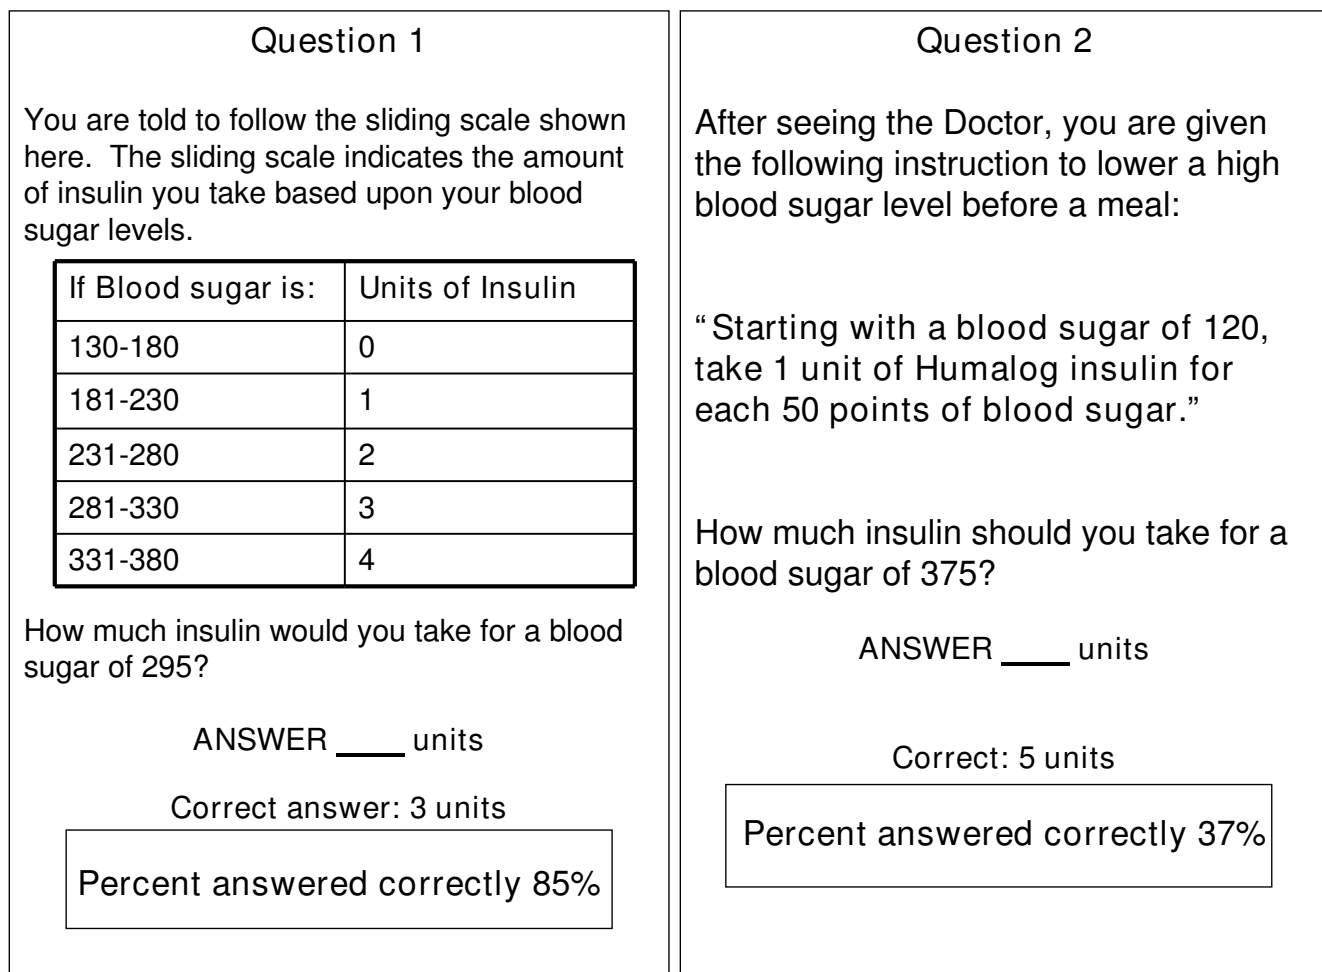 Question 1
You are told to follow the sliding scale shown
here.  The sliding scale indicates the amount
of insulin you take based upon your blood
sugar levels.
If Blood sugar is: Units of Insulin
130-180 0
181-230 1
231-280 2
281-330 3
331-380 4
How much insulin would you take for a blood
sugar of 295?
ANSWER ____ units
Correct answer: 3 units
Percent answered correctly 85%
Question 2
After seeing the Doctor, you are given
the following instruction to lower a high
blood sugar level before a meal:
“Starting with a blood sugar of 120,
take 1 unit of Humalog insulin for
each 50 points of blood sugar.”
How much insulin should you take for a
blood sugar of 375?
ANSWER ____ units
Correct: 5 units
Percent answered correctly 37%